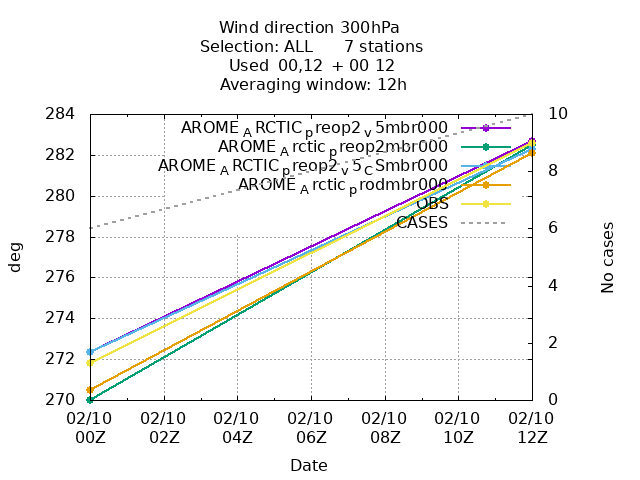 Wind direction 300hPa
Selection: ALL 7 stations
Used 00,12 + 00 12
Averaging window: 12h
284
282
280
278
276
274
272
270
deg
10
8
6
4
2
0
No cases
AROME_ARCTIC_preop2_v5mbr000
AROME_Arctic_preop2mbr000
AROME_ARCTIC_preop2_v5_CSmbr000
AROME_Arctic_prodmbr000
OBS
CASES
02/10 02/10 02/10 02/10 02/10 02/10 02/10
00Z 02Z 04Z 06Z 08Z 10Z 12Z
Date